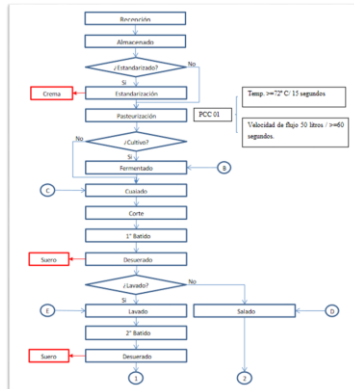 Recepción
Almacenado
¿Estandarizado?
No
Si
Crema
Estandarización
Pasteurización
PCC 01
Temp. >=72° C/ 15 segundos
Velocidad de flujo 50 litros / >=60
segundos.
¿Cultivo?
No
Si
Fermentado
B
C
Cuajado
Corte
1° Batido
Suero
Desuerado
¿Lavado?
No
Si
E
Lavado
Salado
D
2° Batido
Suero
Desuerado
1
2